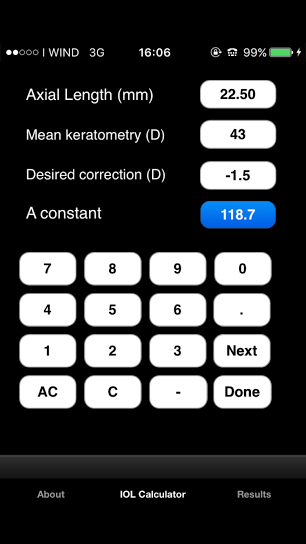 I WIND 3G 16:06 99%
Axial Length (mm) 22.50
Mean keratometry (D) 43
Desired correction (D) -1.5
A constant 118.7
7 8 9 0
4 5 6 .
1 2 3 Next
AC C - Done
About IOL Calculator Results